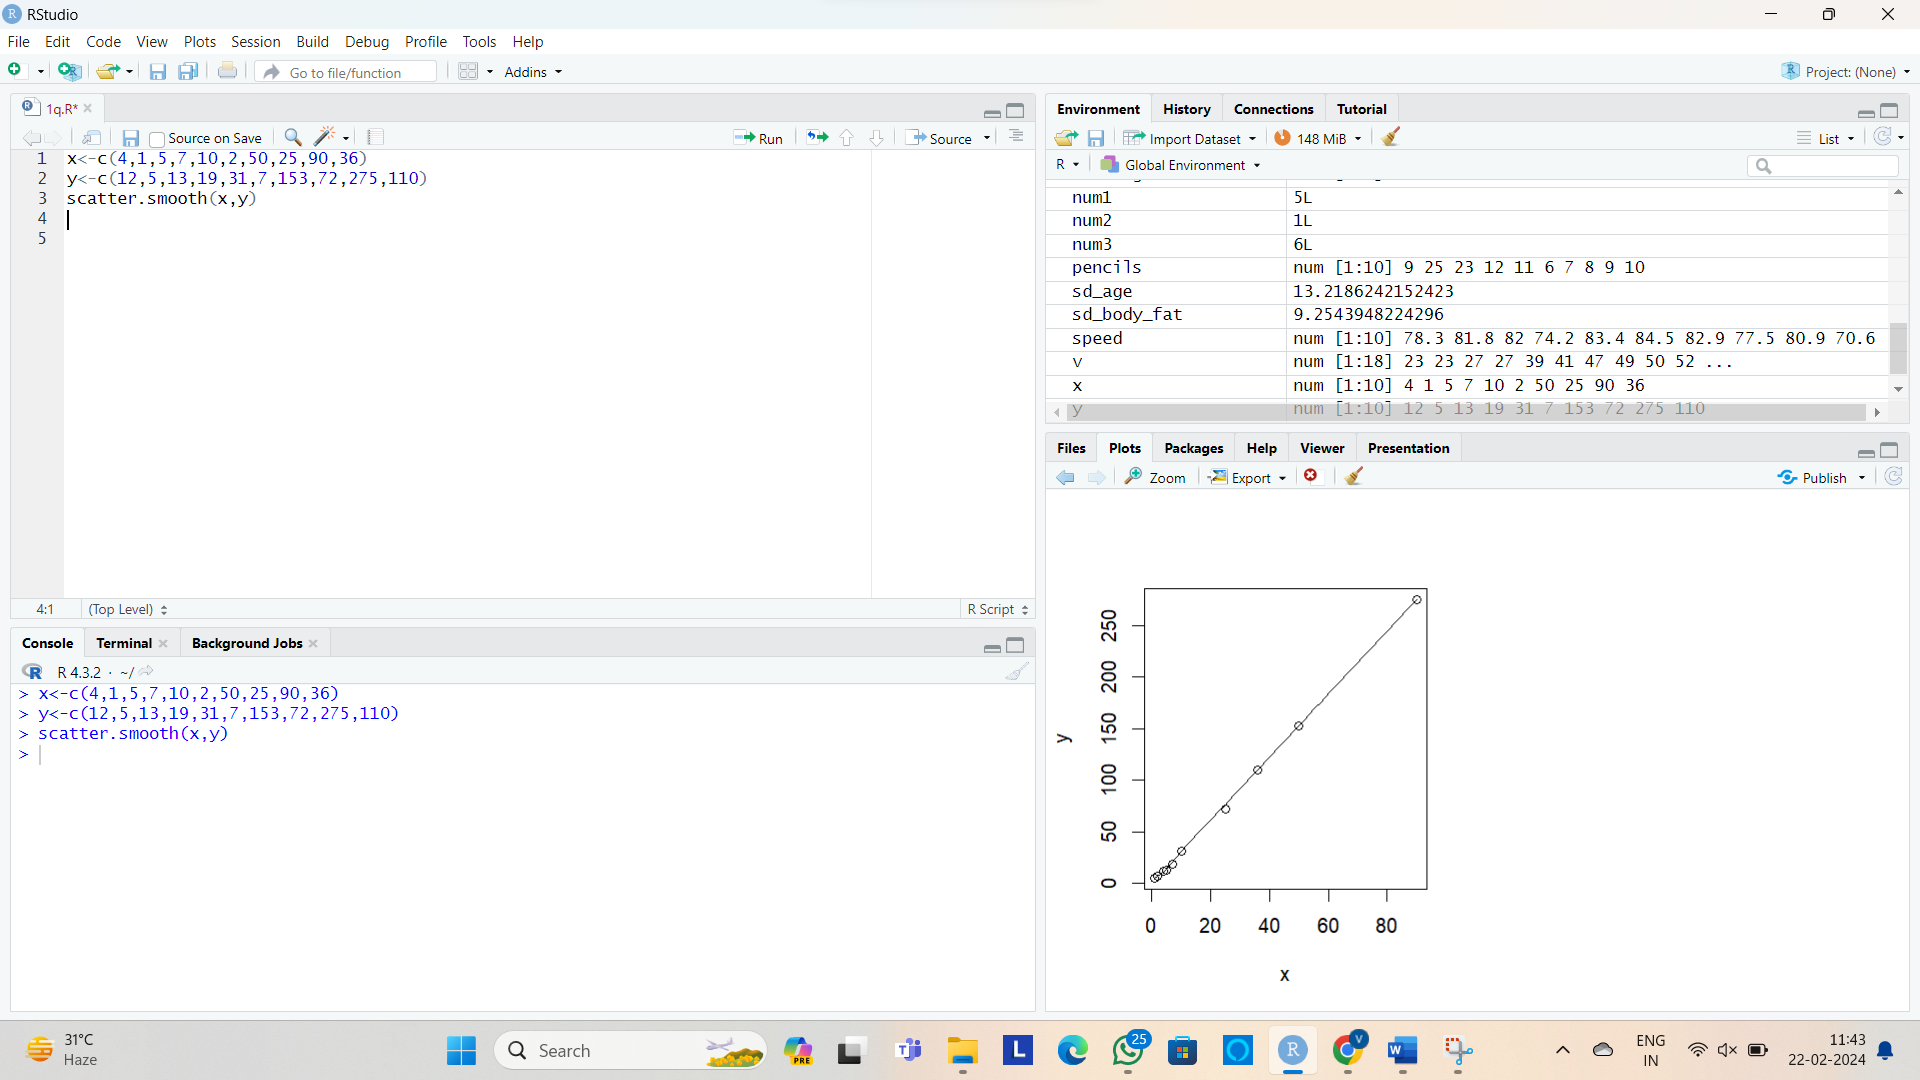 RStudio
File Edit Code View Plots Session Build Debug Profile Tools Help
Go to file/function Addins Project: (None)
1q.R*
Source on Save Run Source
1 x<-c(4,1,5,7,10,2,50,25,90,36)
2 y<-c(12,5,13,19,31,7,153,72,275,110)
3 scatter.smooth(x,y)
4
5
4:1 (Top Level) R Script
Console Terminal Background Jobs
R R 4.3.2 · ~/
> x<-c(4,1,5,7,10,2,50,25,90,36)
> y<-c(12,5,13,19,31,7,153,72,275,110)
> scatter.smooth(x,y)
>
Environment History Connections Tutorial
Import Dataset 148 MiB List
R Global Environment
num1 5L
num2 1L
num3 6L
pencils num [1:10] 9 25 23 12 11 6 7 8 9 10
sd_age 13.2186242152423
sd_body_fat 9.2543948224296
speed num [1:10] 78.3 81.8 82 74.2 83.4 84.5 82.9 77.5 80.9 70.6
v num [1:18] 23 23 27 27 39 41 47 49 50 52 ...
x num [1:10] 4 1 5 7 10 2 50 25 90 36
y num [1:10] 12 5 13 19 31 7 153 72 275 110
Files Plots Packages Help Viewer Presentation
Zoom Export Publish
250
200
150
100
50
0
y
0 20 40 60 80
x
31°C
Haze
Search
PRE
L
25
R
V
W
ENG
IN
11:43
22-02-2024